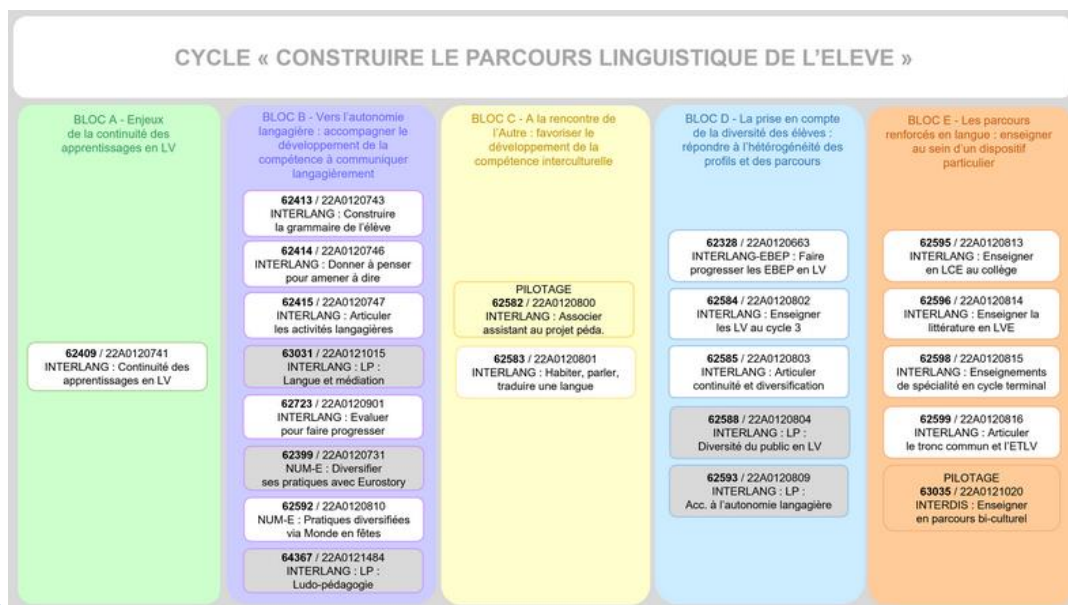 CYCLE « CONSTRUIRE LE PARCOURS LINGUISTIQUE DE L’ELEVE »
BLOC A - Enjeux
de la continuité des
apprentissages en LV
62409 / 22A0120741
INTERLANG : Continuité des
apprentissages en LV
BLOC B - Vers l’autonomie
langagière : accompagner le
développement de la
compétence à communiquer
langagièrement
62413 / 22A0120743
INTERLANG : Construire
la grammaire de l’élève
62414 / 22A0120746
INTERLANG : Donner à penser
pour amener à dire
62415 / 22A0120747
INTERLANG : Articuler
les activités langagières
63031 / 22A0121015
INTERLANG : LP :
Langue et médiation
62723 / 22A0120901
INTERLANG : Evaluer
pour faire progresser
62399 / 22A0120731
NUM-E : Diversifier
ses pratiques avec Eurostory
62592 / 22A0120810
NUM-E : Pratiques diversifiées
via Monde en fêtes
64367 / 22A0121484
INTERLANG : LP :
Ludo-pédagogie
BLOC C - A la rencontre de
l’Autre : favoriser le
développement de la
compétence interculturelle
PILOTAGE
62582 / 22A0120800
INTERLANG : Associer
assistant au projet péda.
62583 / 22A0120801
INTERLANG : Habiter, parler,
traduire une langue
BLOC D - La prise en compte
de la diversité des élèves :
répondre à l’hétérogénéité des
profils et des parcours
62328 / 22A0120663
INTERLANG-EBEP : Faire
progresser les EBEP en LV
62584 / 22A0120802
INTERLANG : Enseigner
les LV au cycle 3
62585 / 22A0120803
INTERLANG : Articuler
continuité et diversification
62588 / 22A0120804
INTERLANG : LP :
Diversité du public en LV
62593 / 22A0120809
INTERLANG : LP :
Acc. à l’autonomie langagière
BLOC E - Les parcours
renforcés en langue : enseigner
au sein d’un dispositif
particulier
62595 / 22A0120813
INTERLANG : Enseigner
en LCE au collège
62596 / 22A0120814
INTERLANG : Enseigner la
littérature en LVE
62598 / 22A0120815
INTERLANG : Enseignements
de spécialité en cycle terminal
62599 / 22A0120816
INTERLANG : Articuler
le tronc commun et l’ETLV
PILOTAGE
63035 / 22A0121020
INTERDIS : Enseigner
en parcours bi-culturel